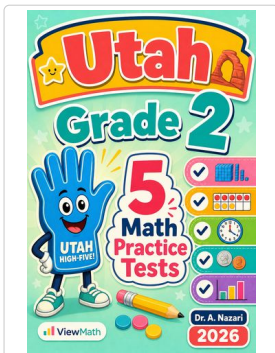 Utah
Grade 2
5
Math
Practice
Tests
UTAH
HIGH-FIVE!
ViewMath
Dr. A. Nazari
2026